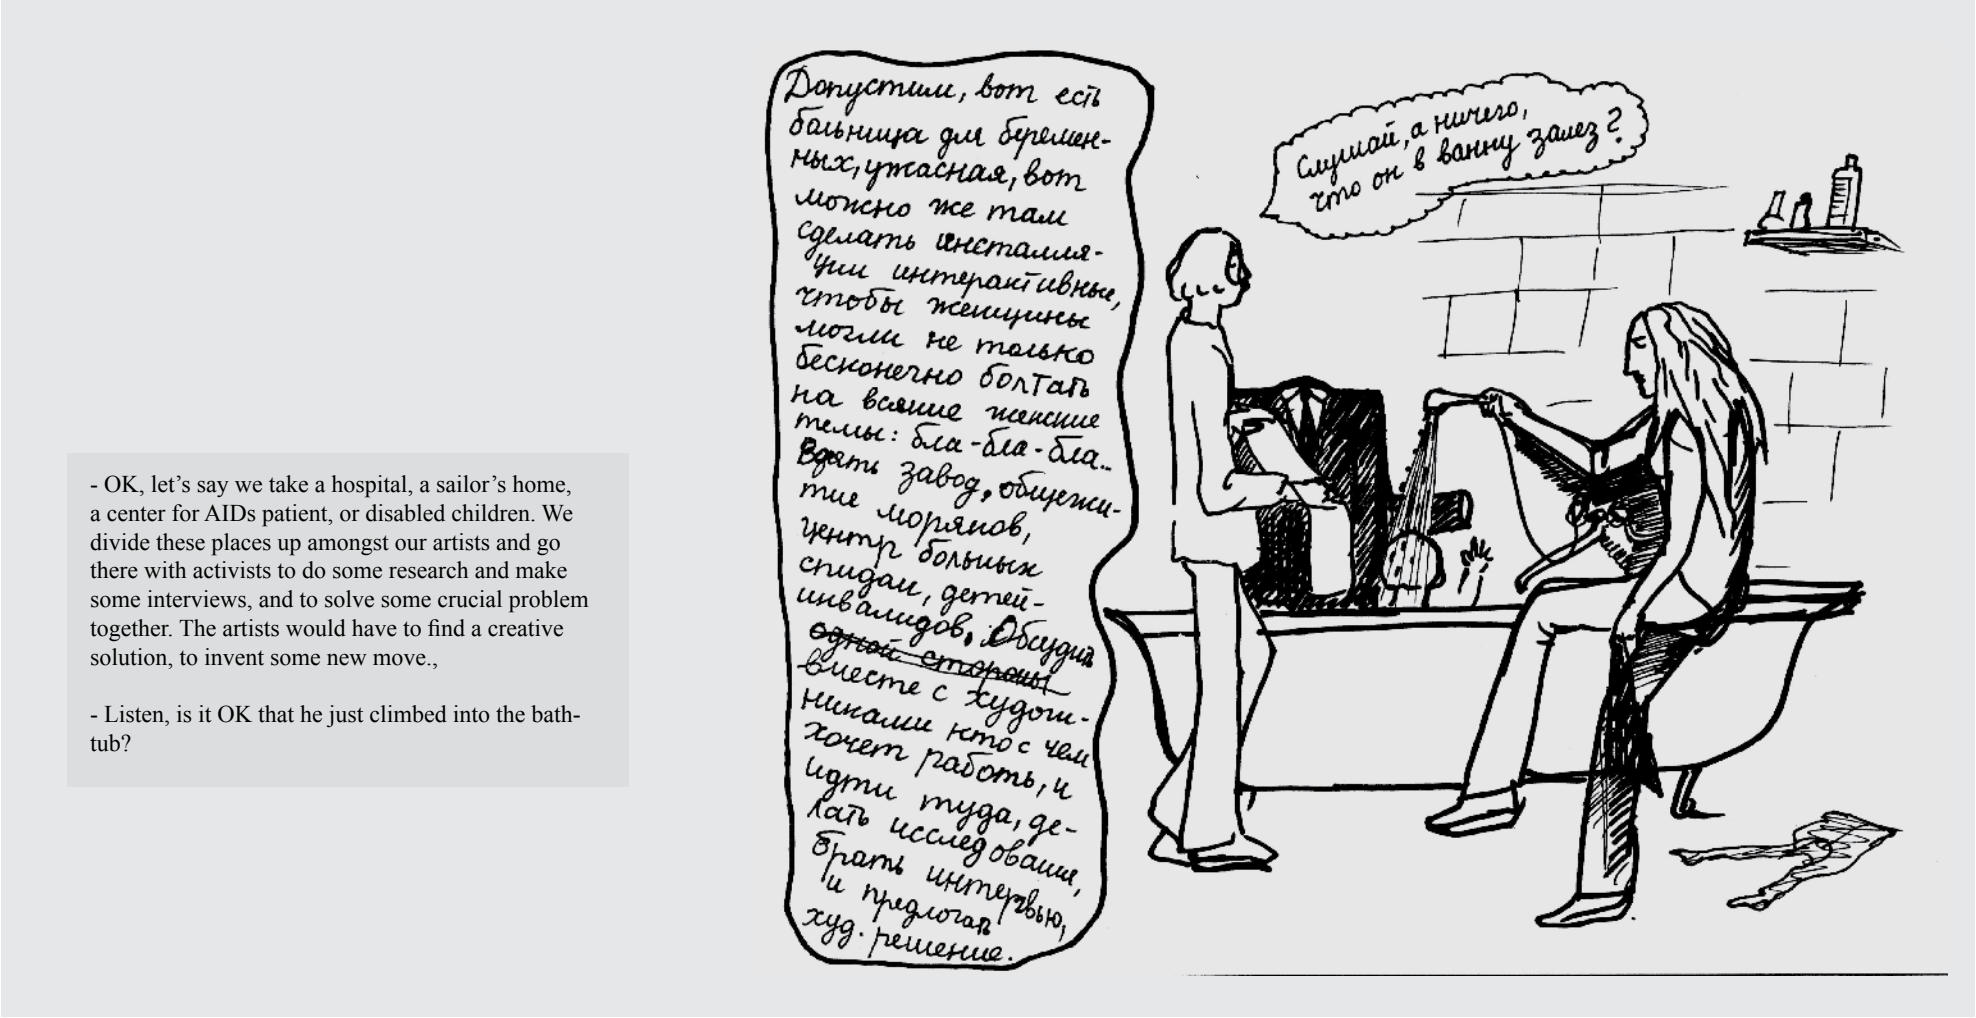 - OK, let’s say we take a hospital, a sailor’s home,
a center for AIDs patient, or disabled children. We
divide these places up amongst our artists and go
there with activists to do some research and make
some interviews, and to solve some crucial problem
together. The artists would have to find a creative
solution, to invent some new move.,
- Listen, is it OK that he just climbed into the bath-
tub?
Допустим, вот есть
больница для беремен-
ных, ужасная, вот
можно же там
сделать инсталля-
ции интерактивные,
чтобы женщины
могли не только
бесконечно болтать
на всякие женские
темы: бла-бла-бла..
Взять завод, общежи-
тие моряков,
центр больных
спидом, детей-
инвалидов. Обсудить
одной стороны
вместе с худож-
никами кто с чем
хочет работь, и
идти туда, де-
лать исследование,
брать интервью,
и предлогать
худ. решение.
Слушай, а ничего,
что он в ванну залез?